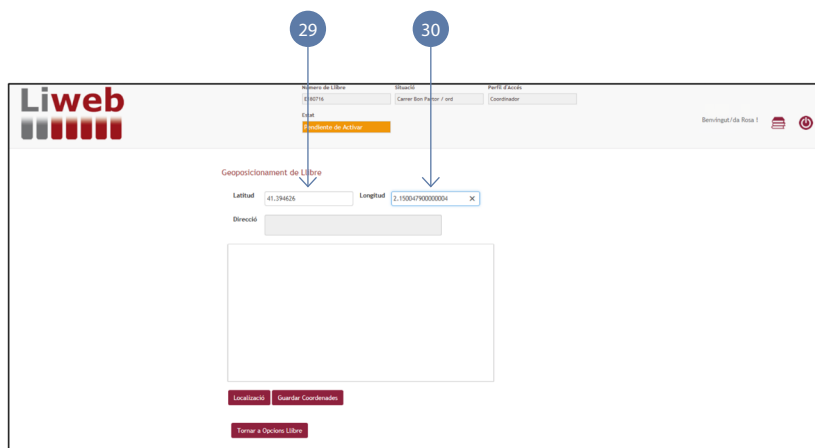 29 30
Liweb
Número de Llibre Situació Perfil d'Accés
E180716 Carrer Bon Pastor / snt Coordinador
Estat
Pendiente de Activar
Benvingut/da Rosa !
Geoposicionament de Llibre
Latitud 41.394626 Longitud 2.150047900000004
Direcció
Localizació Guardar Coordenades
Tornar a Opcions Llibre